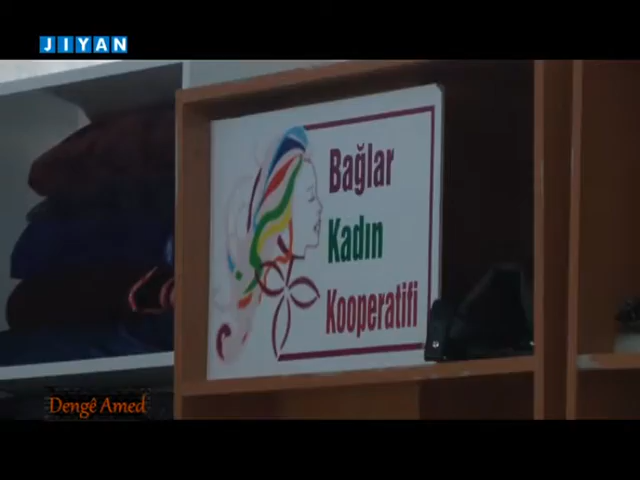 JIYAN
Bağlar
Kadın
Kooperatifi
Dengê Amed